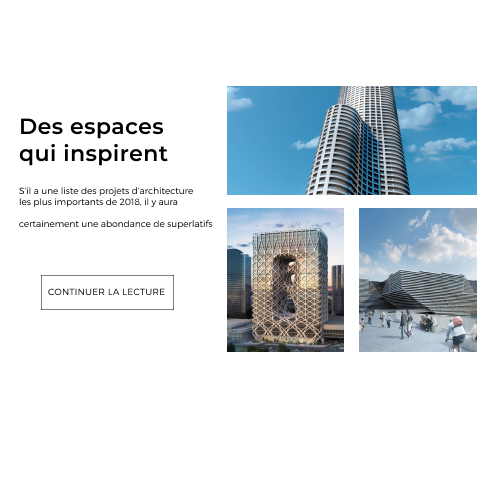 Des espaces
qui inspirent
S'il a une liste des projets d'architecture
les plus importants de 2018, il y aura
certainement une abondance de superlatifs
CONTINUER LA LECTURE